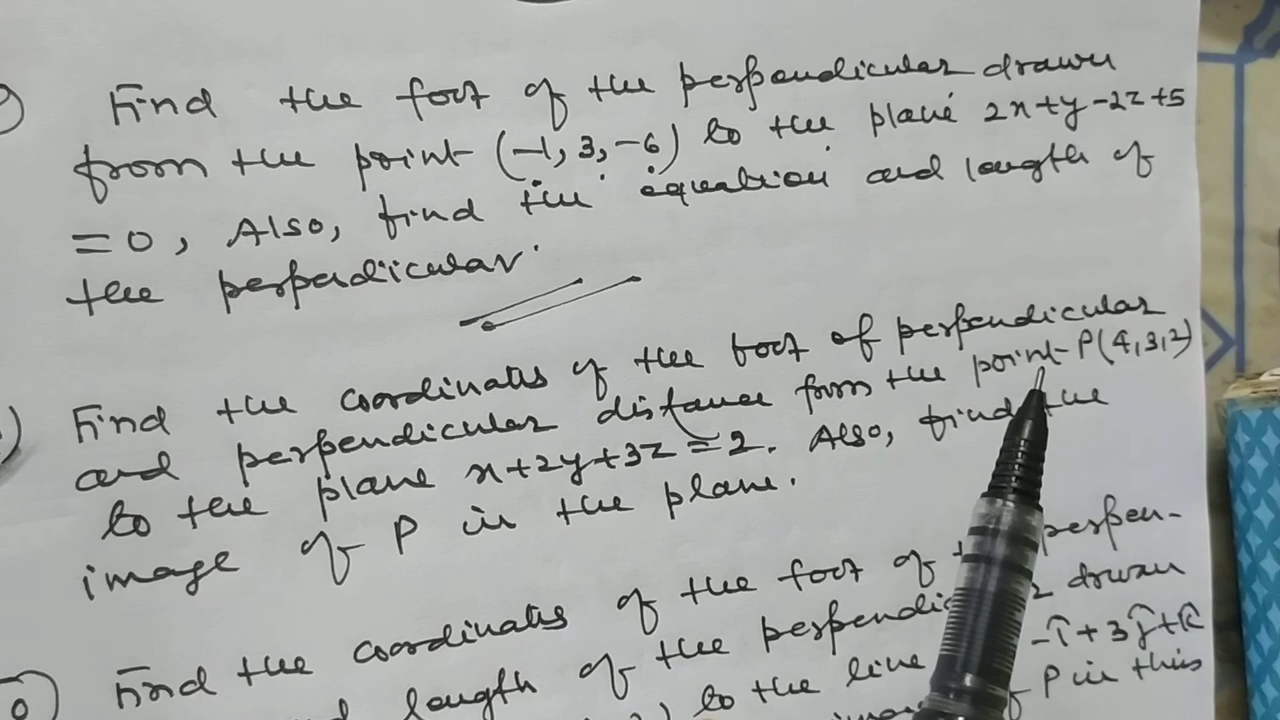 Find the foot of the perpendicular drawn
from the point (-1, 3, -6) to the plane 2x+y-2z+5
=0, Also, find the equation and length of
the perpendicular.
Find the coordinates of the foot of perpendicular
and perpendicular distance from the point P(4,3,2)
to the plane x+2y+3z=2. Also, find the
image of P in the plane.
Find the coordinates of the foot of perpen-
length of the perpendic drawn
) to the line -î+3ĵ+k̂
P in this